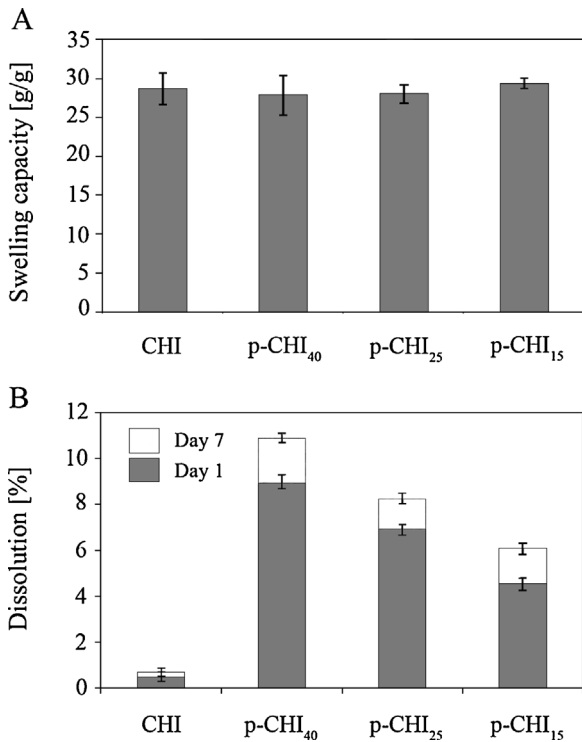 A
Swelling capacity [g/g]
35
30
25
20
15
10
5
0
CHI p-CHI₄₀ p-CHI₂₅ p-CHI₁₅
B
Dissolution [%]
12
10
8
6
4
2
0
Day 7
Day 1
CHI p-CHI₄₀ p-CHI₂₅ p-CHI₁₅